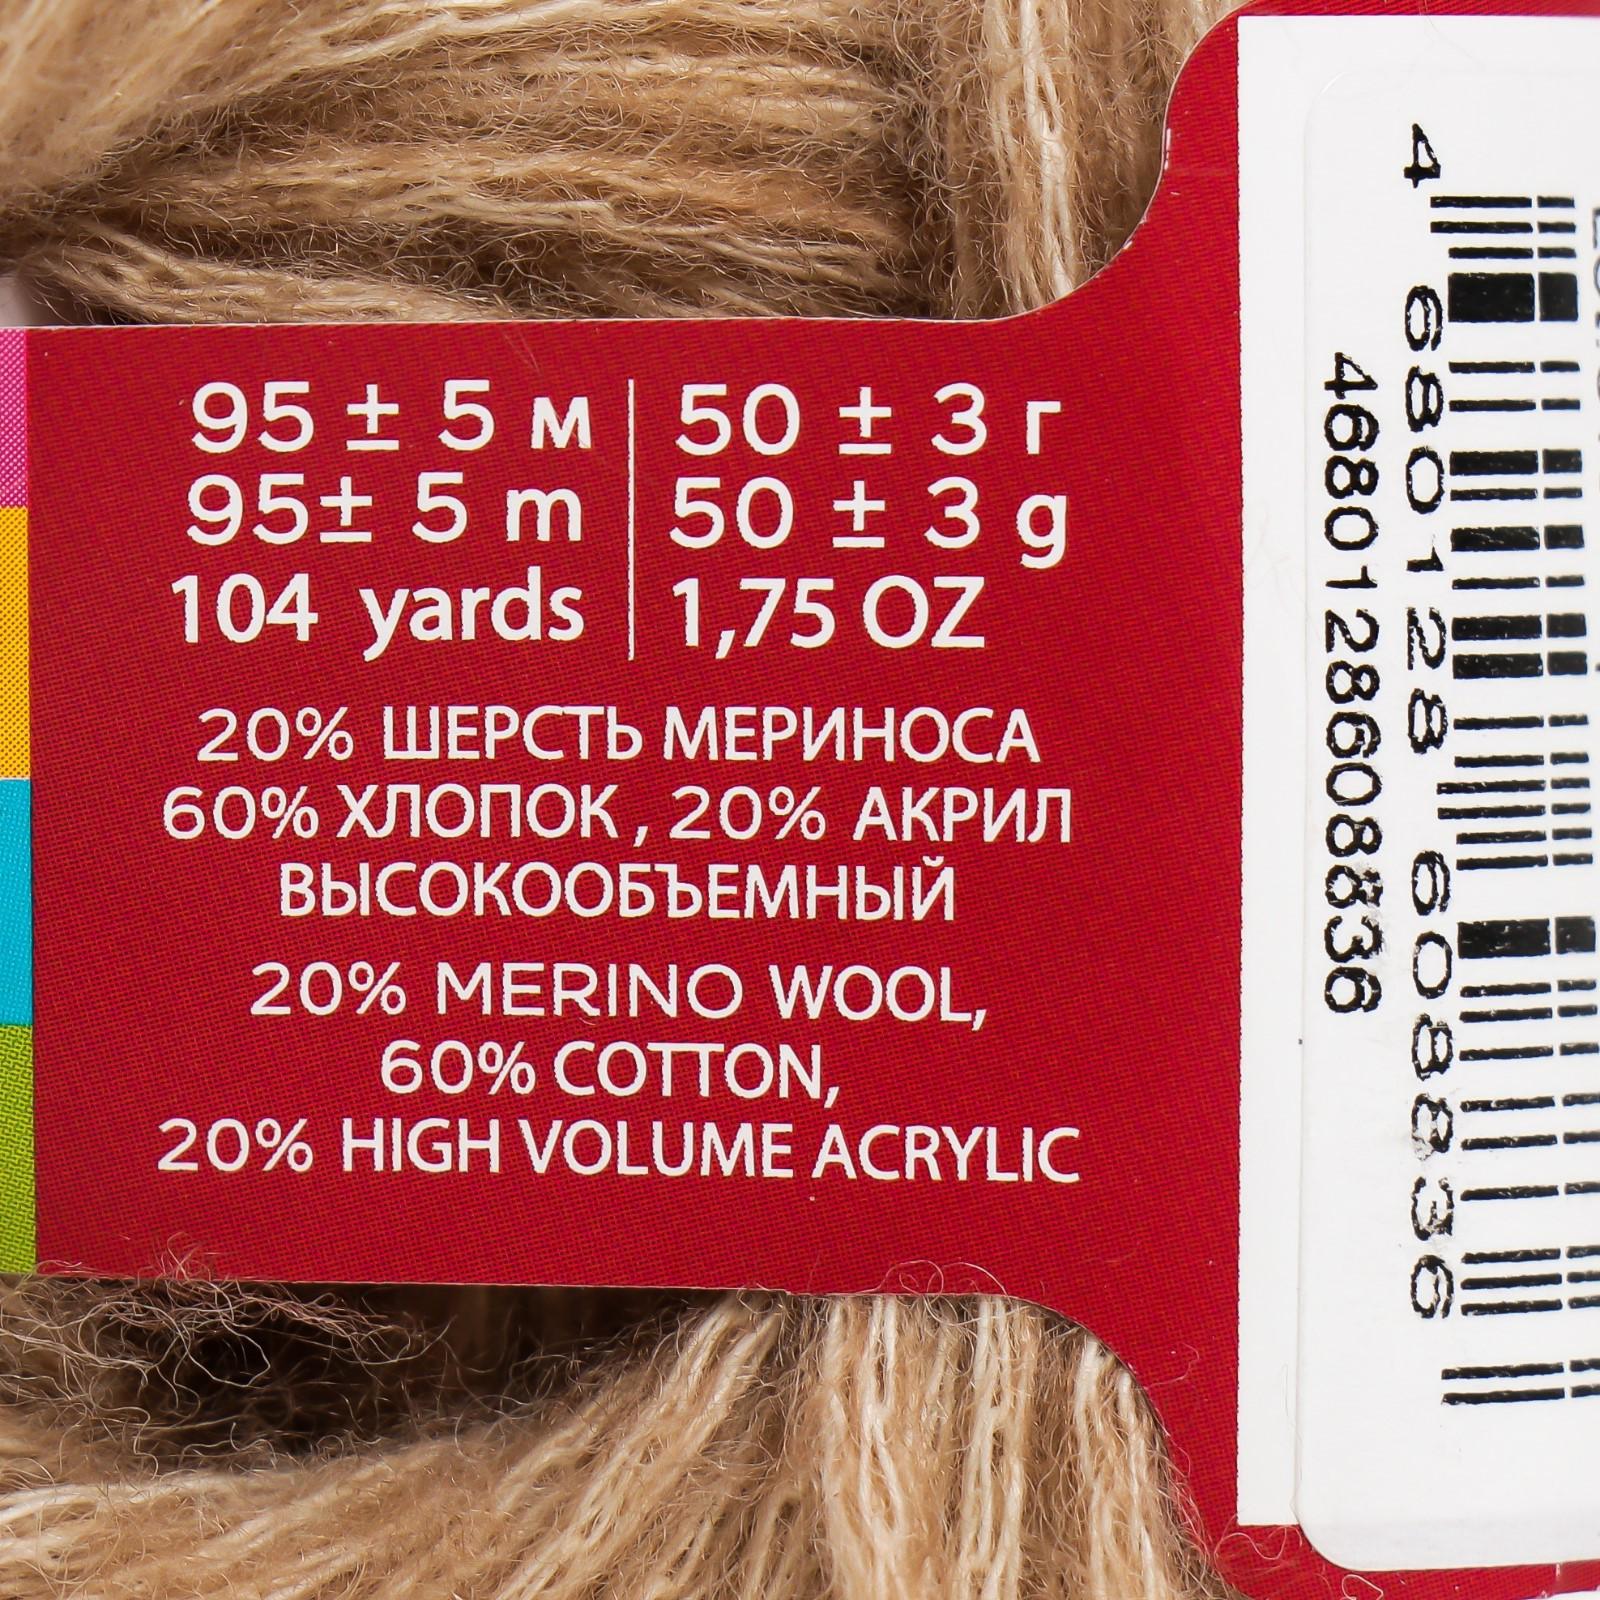 95 ± 5 м 50 ± 3 г
95± 5 m 50 ± 3 g
104 yards 1,75 OZ
20% ШЕРСТЬ МЕРИНОСА
60% ХЛОПОК, 20% АКРИЛ
ВЫСОКООБЪЕМНЫЙ
20% MERINO WOOL,
60% COTTON,
20% HIGH VOLUME ACRYLIC
4 680128 608836
4680128608836